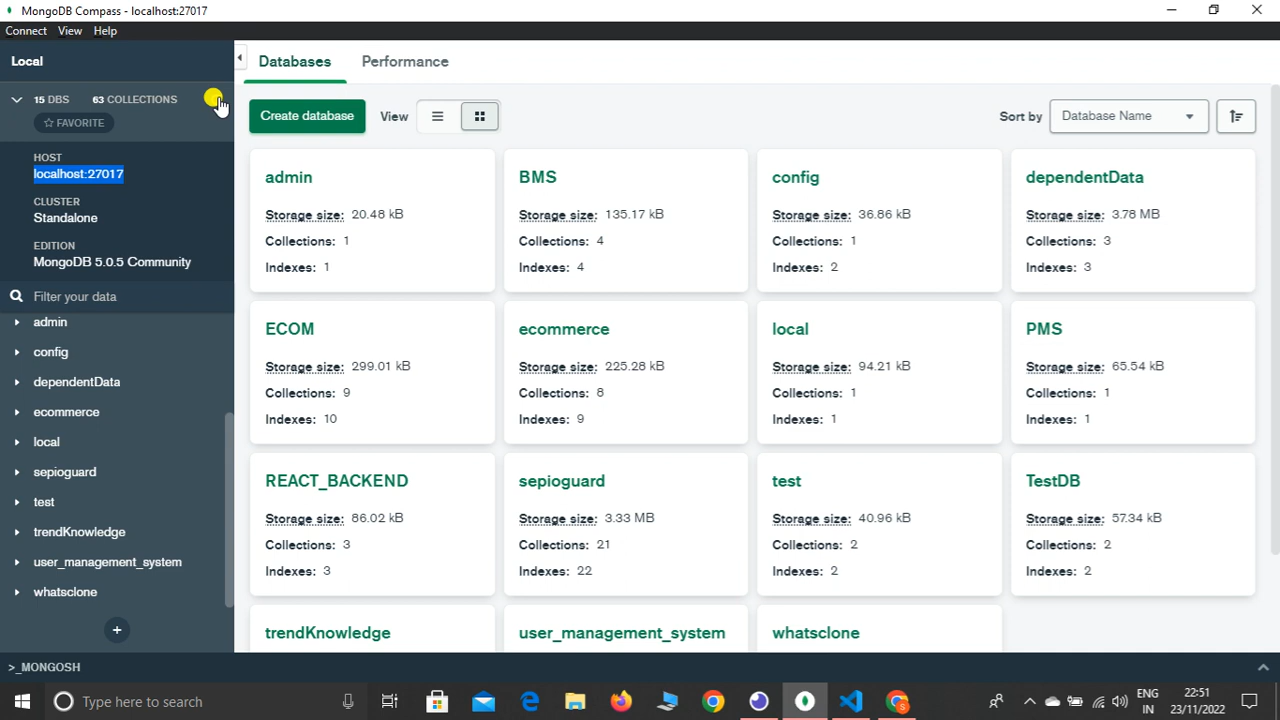 MongoDB Compass - localhost:27017
Connect View Help
Local
15 DBS 63 COLLECTIONS
☆ FAVORITE
HOST
localhost:27017
CLUSTER
Standalone
EDITION
MongoDB 5.0.5 Community
Filter your data
admin
config
dependentData
ecommerce
local
sepioguard
test
trendKnowledge
user_management_system
whatsclone
+
Databases Performance
Create database View Sort by Database Name
admin
Storage size: 20.48 kB
Collections: 1
Indexes: 1
BMS
Storage size: 135.17 kB
Collections: 4
Indexes: 4
config
Storage size: 36.86 kB
Collections: 1
Indexes: 2
dependentData
Storage size: 3.78 MB
Collections: 3
Indexes: 3
ECOM
Storage size: 299.01 kB
Collections: 9
Indexes: 10
ecommerce
Storage size: 225.28 kB
Collections: 8
Indexes: 9
local
Storage size: 94.21 kB
Collections: 1
Indexes: 1
PMS
Storage size: 65.54 kB
Collections: 1
Indexes: 1
REACT_BACKEND
Storage size: 86.02 kB
Collections: 3
Indexes: 3
sepioguard
Storage size: 3.33 MB
Collections: 21
Indexes: 22
test
Storage size: 40.96 kB
Collections: 2
Indexes: 2
TestDB
Storage size: 57.34 kB
Collections: 2
Indexes: 2
trendKnowledge
user_management_system
whatsclone
>_MONGOSH
Type here to search
ENG
IN
22:51
23/11/2022